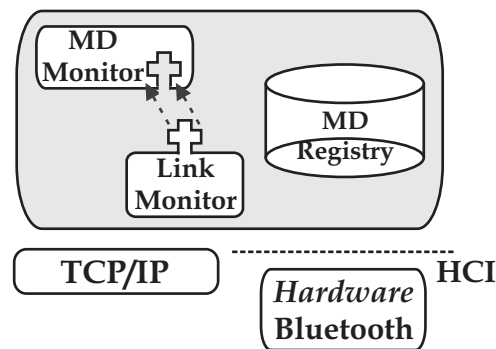 MD
Monitor
MD
Registry
Link
Monitor
TCP/IP
HCI
Hardware
Bluetooth